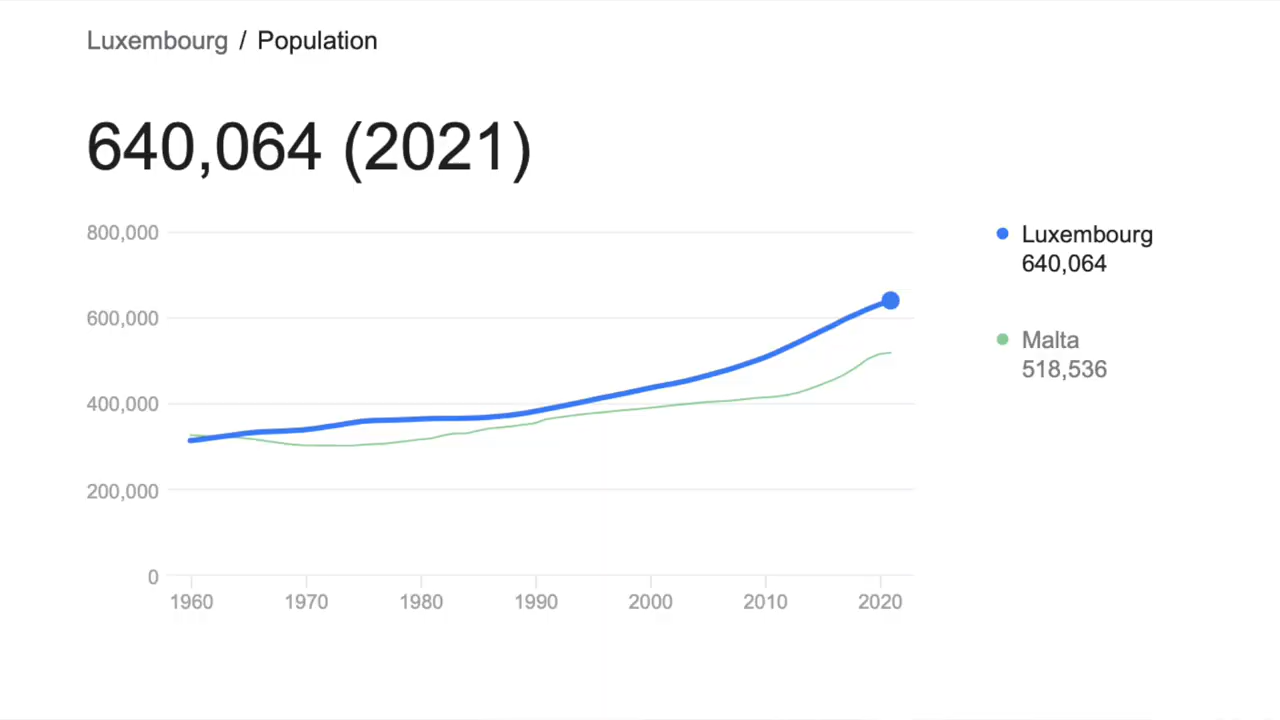 Luxembourg / Population
640,064 (2021)
800,000
600,000
400,000
200,000
0
1960 1970 1980 1990 2000 2010 2020
Luxembourg
640,064
Malta
518,536